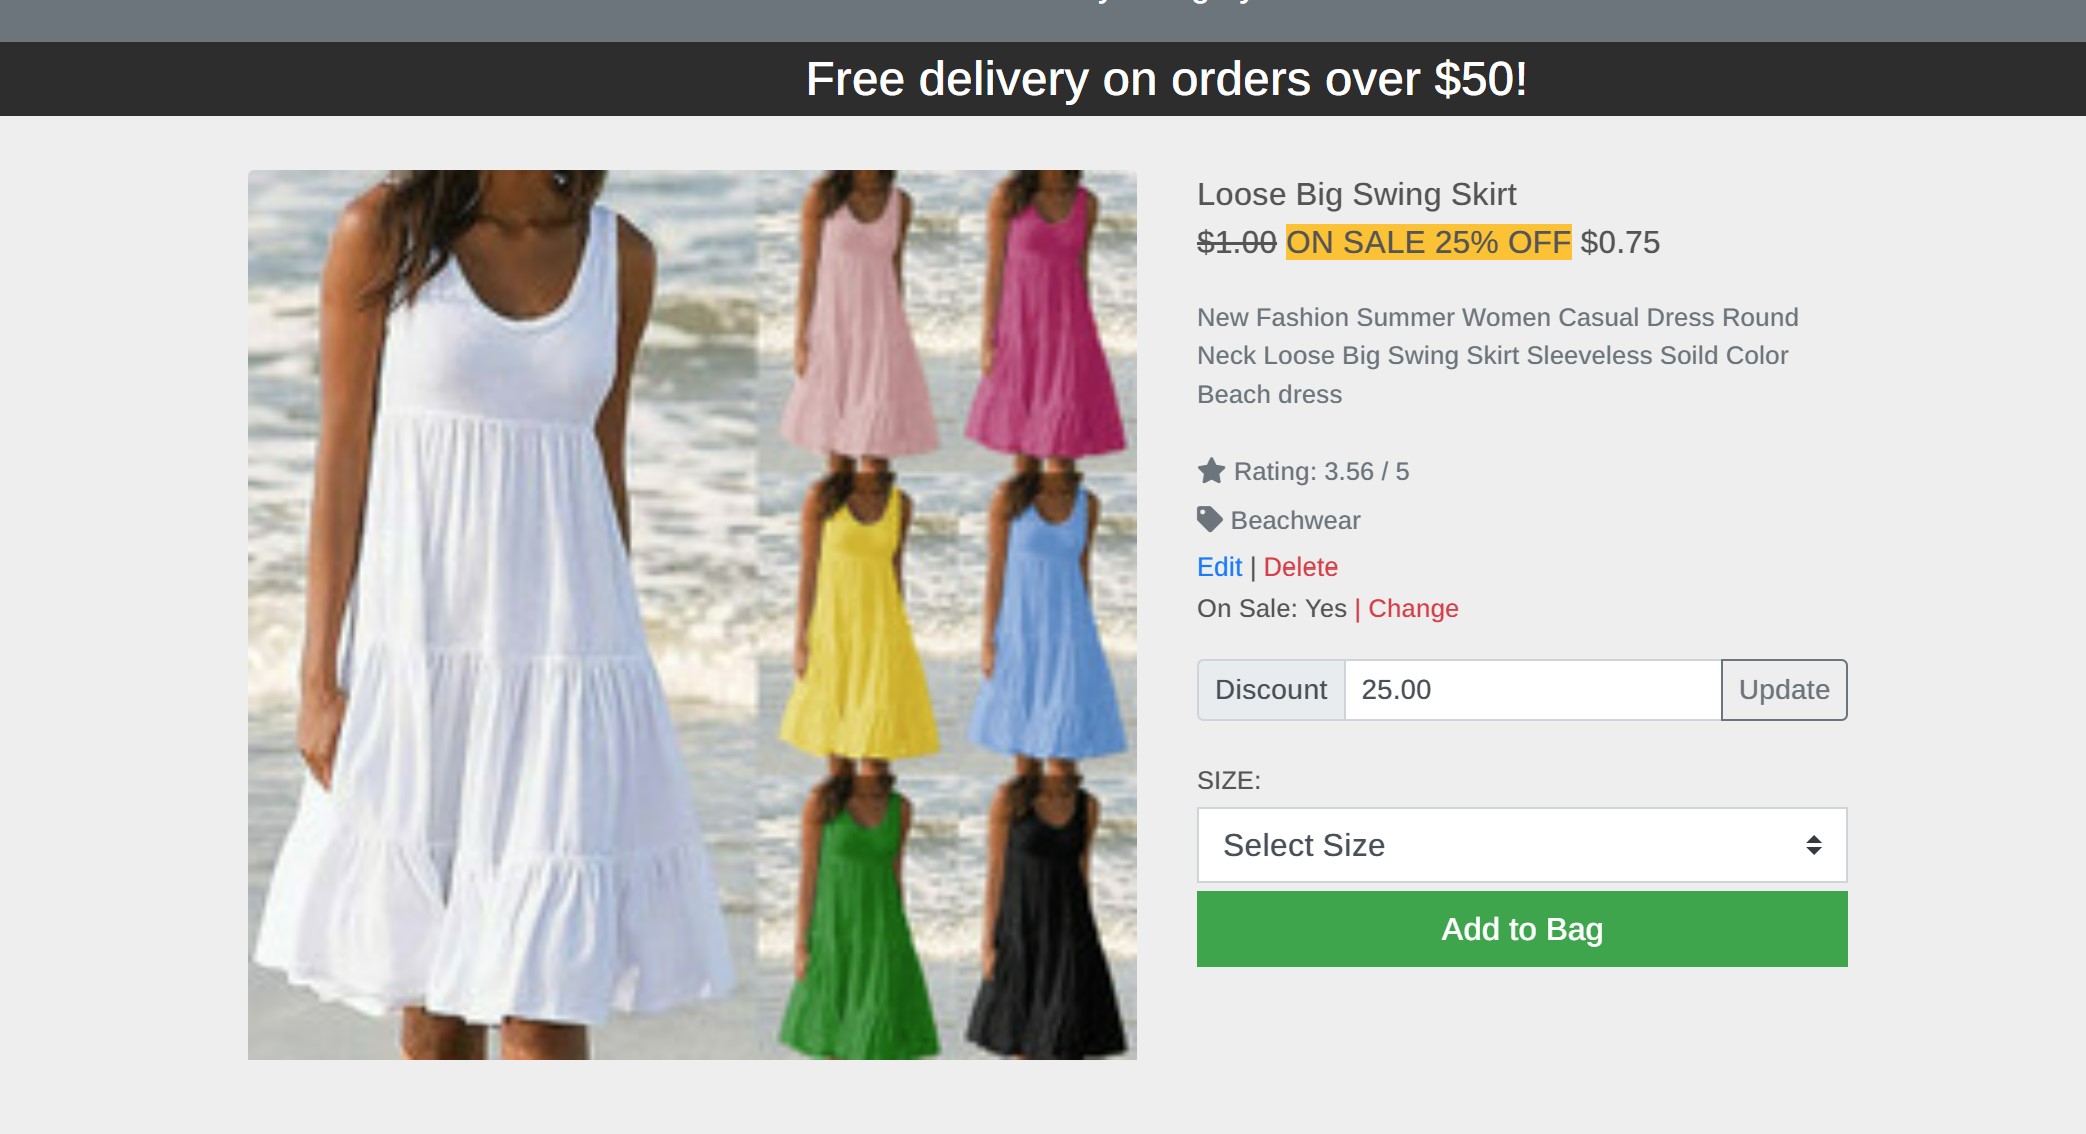 Free delivery on orders over $50!
Loose Big Swing Skirt
$1.00 ON SALE 25% OFF $0.75
New Fashion Summer Women Casual Dress Round
Neck Loose Big Swing Skirt Sleeveless Soild Color
Beach dress
Rating: 3.56 / 5
Beachwear
Edit | Delete
On Sale: Yes | Change
Discount 25.00 Update
SIZE:
Select Size
Add to Bag